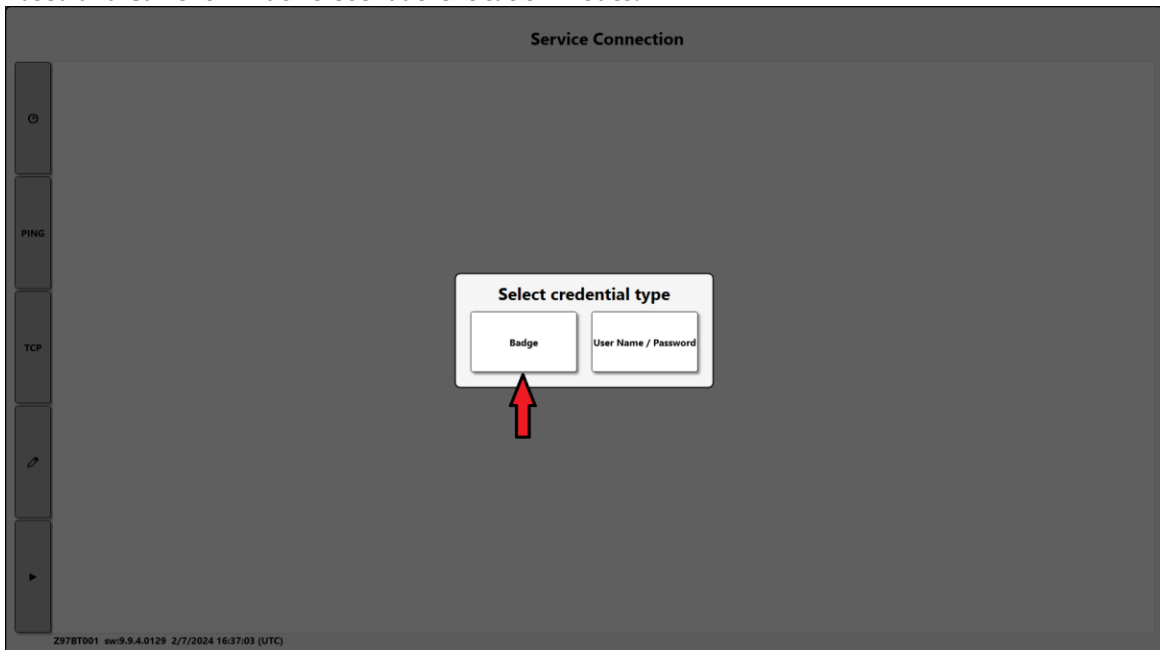 Service Connection
PING
TCP
Select credential type
Badge
User Name / Password
Z97BT001 sw:9.9.4.0129 2/7/2024 16:37:03 (UTC)